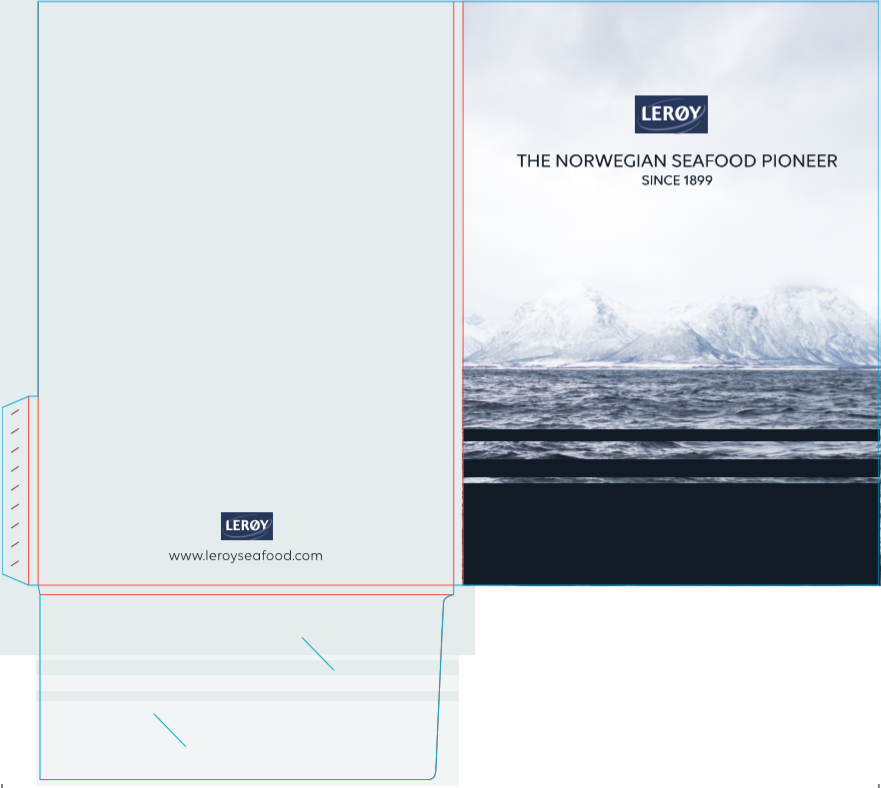 LERØY
THE NORWEGIAN SEAFOOD PIONEER
SINCE 1899
LERØY
www.leroyseafood.com